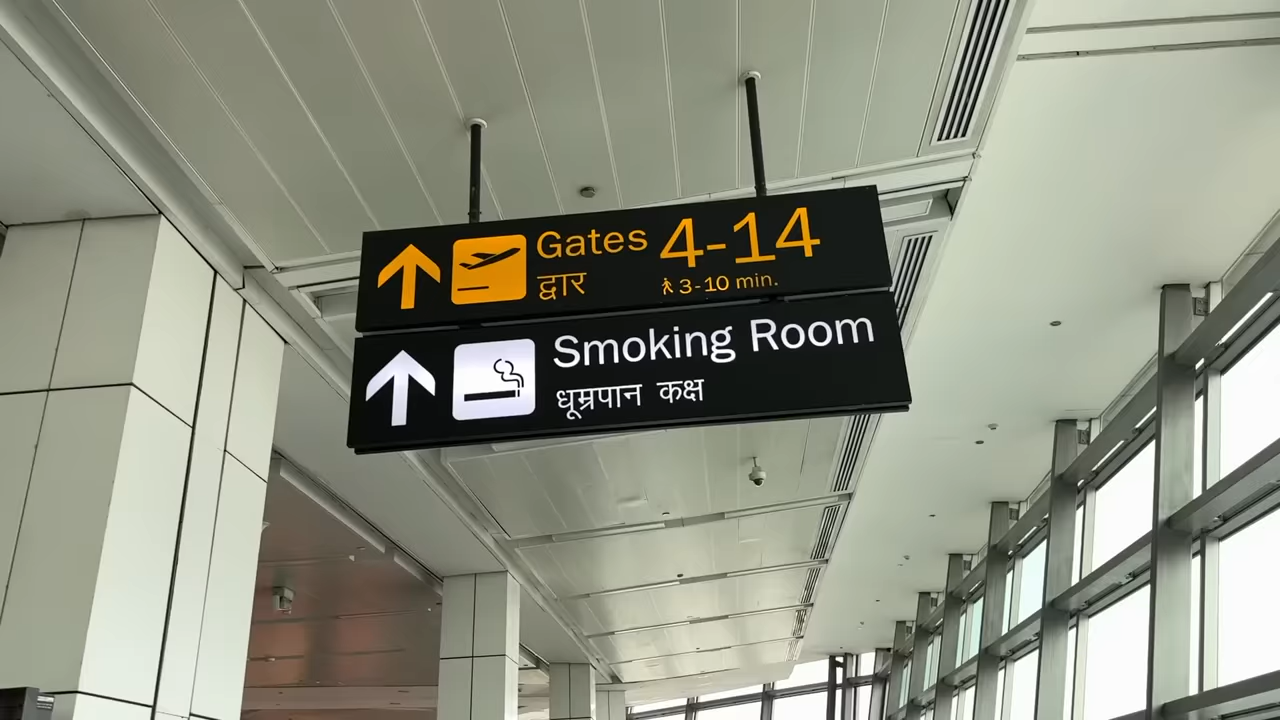 Gates 4-14
द्वार 3-10 min.
Smoking Room
धूम्रपान कक्ष